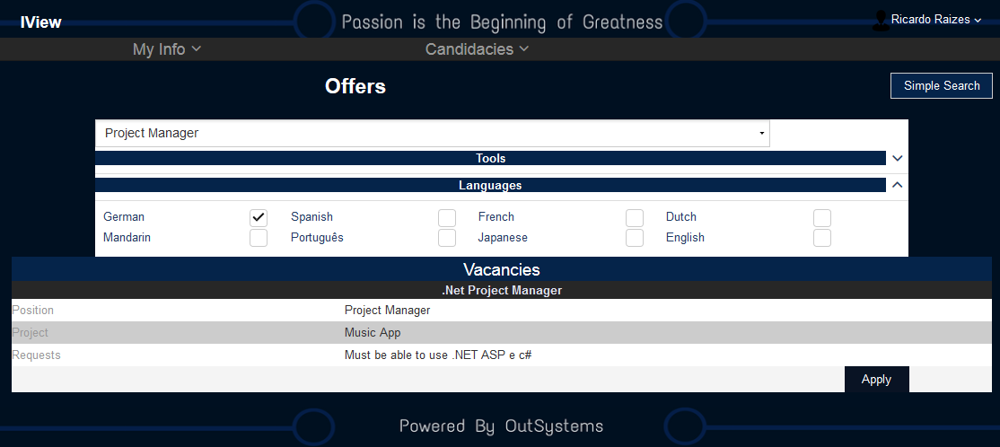 IView
Passion is the Beginning of Greatness
Ricardo Raizes
My Info
Candidacies
Offers
Simple Search
Project Manager
Tools
Languages
German Spanish French Dutch
Mandarin Português Japanese English
Vacancies
.Net Project Manager
Position Project Manager
Project Music App
Requests Must be able to use .NET ASP e c#
Apply
Powered By OutSystems